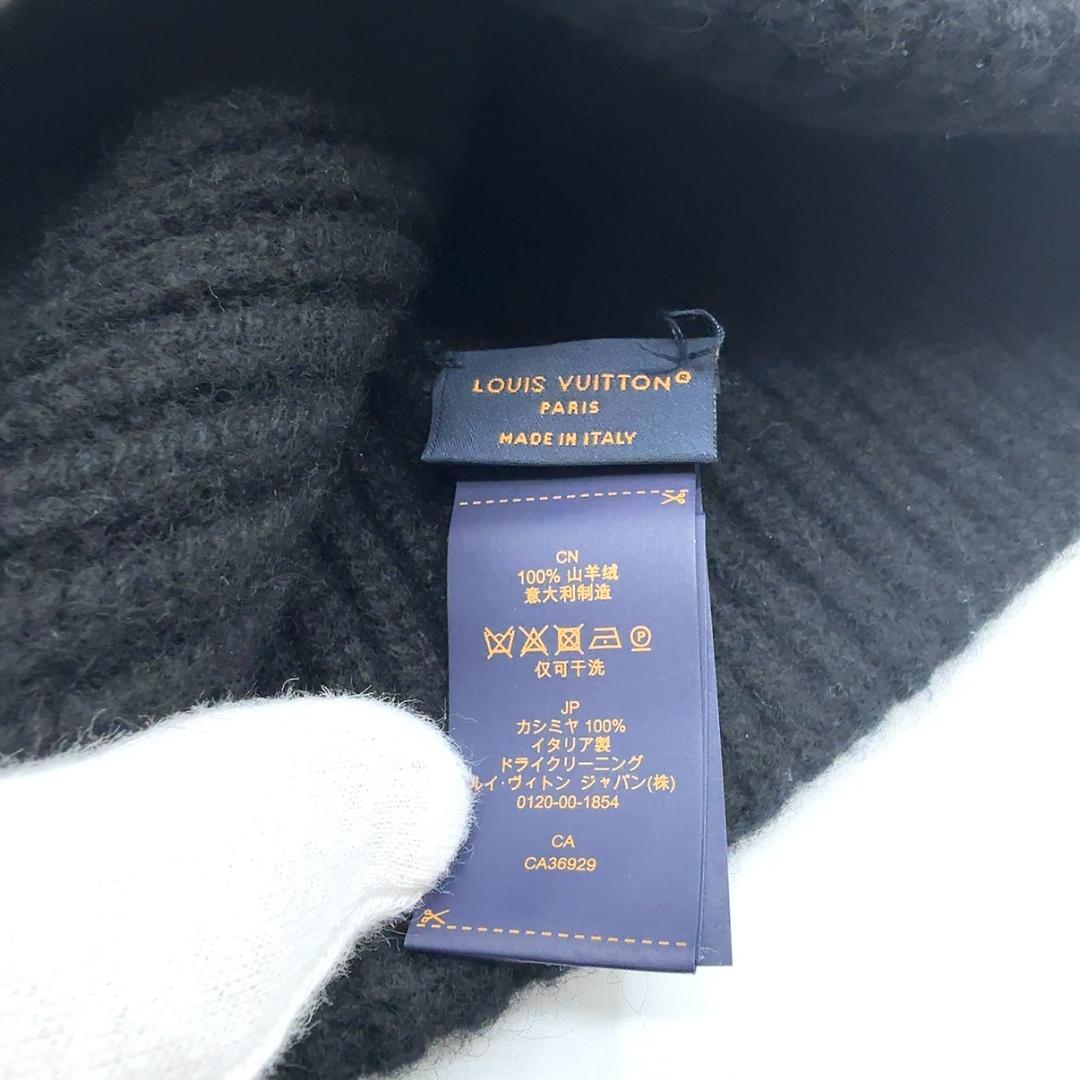 LOUIS VUITTON®
PARIS
MADE IN ITALY
CN
100% 山羊绒
意大利制造
P
仅可干洗
JP
カシミヤ 100%
イタリア製
ドライクリーニング
ルイ·ヴィトン ジャパン(株)
0120-00-1854
CA
CA36929